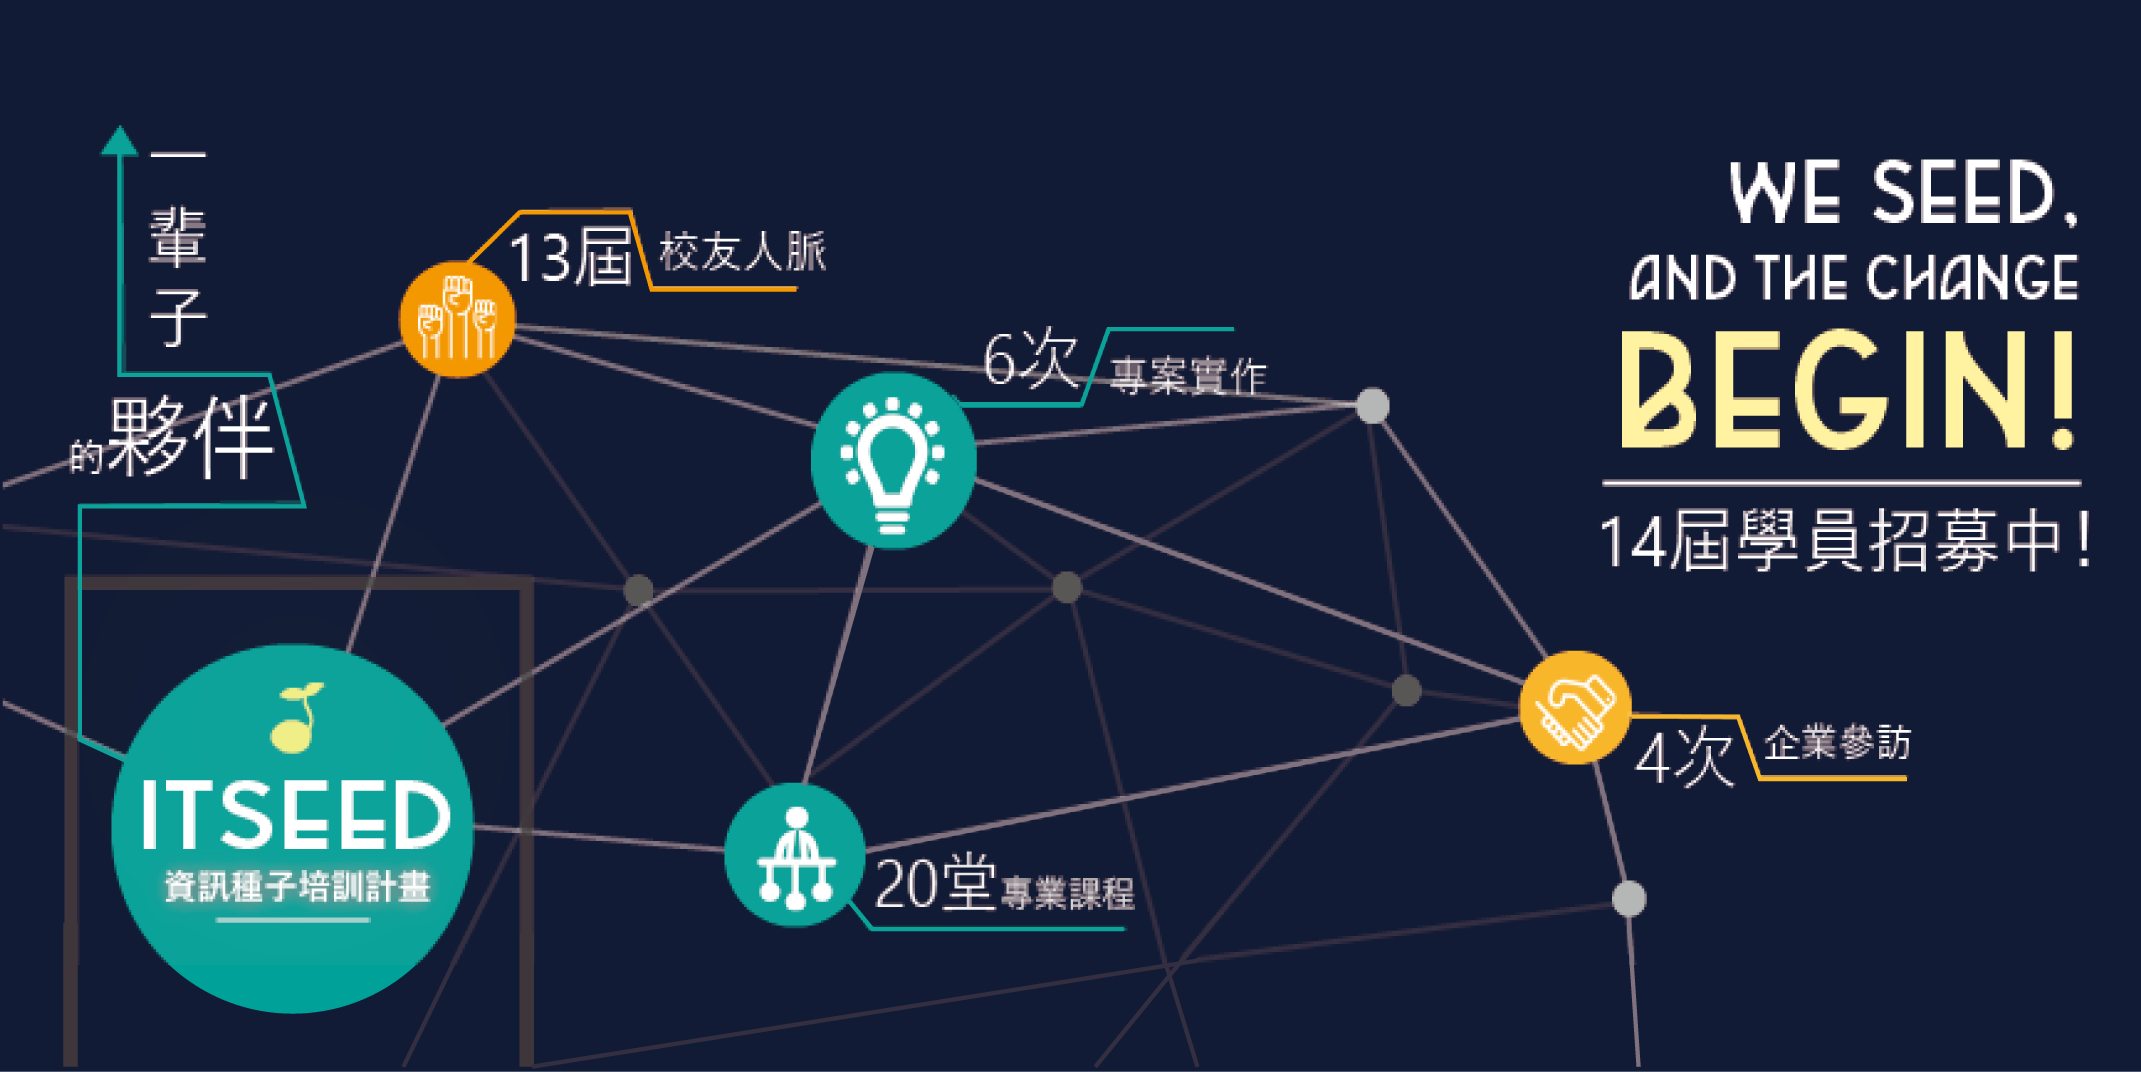 一輩子
的夥伴
13屆 校友人脈
6次 專案實作
WE SEED,
AND THE CHANGE
BEGIN!
14屆學員招募中！
4次 企業參訪
20堂專業課程
ITSEED
資訊種子培訓計畫